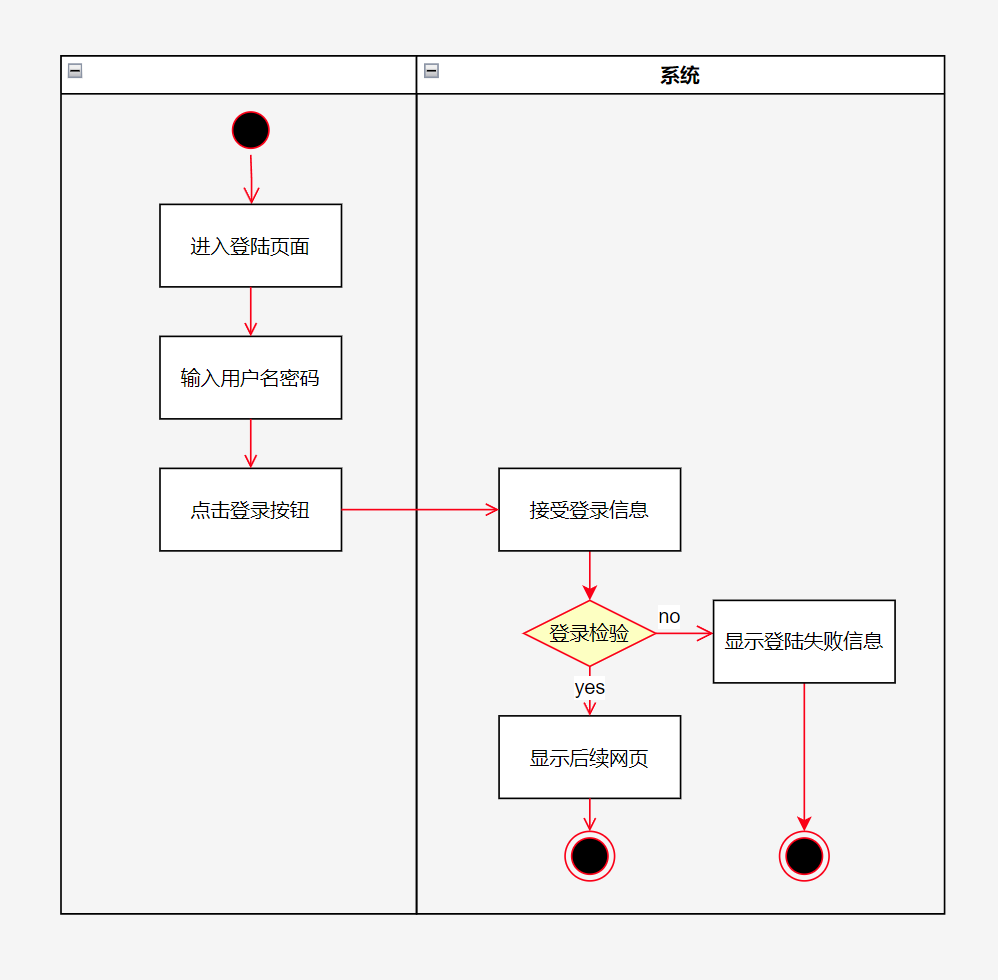 系统
进入登陆页面
输入用户名密码
点击登录按钮
接受登录信息
登录检验
no
显示登陆失败信息
yes
显示后续网页